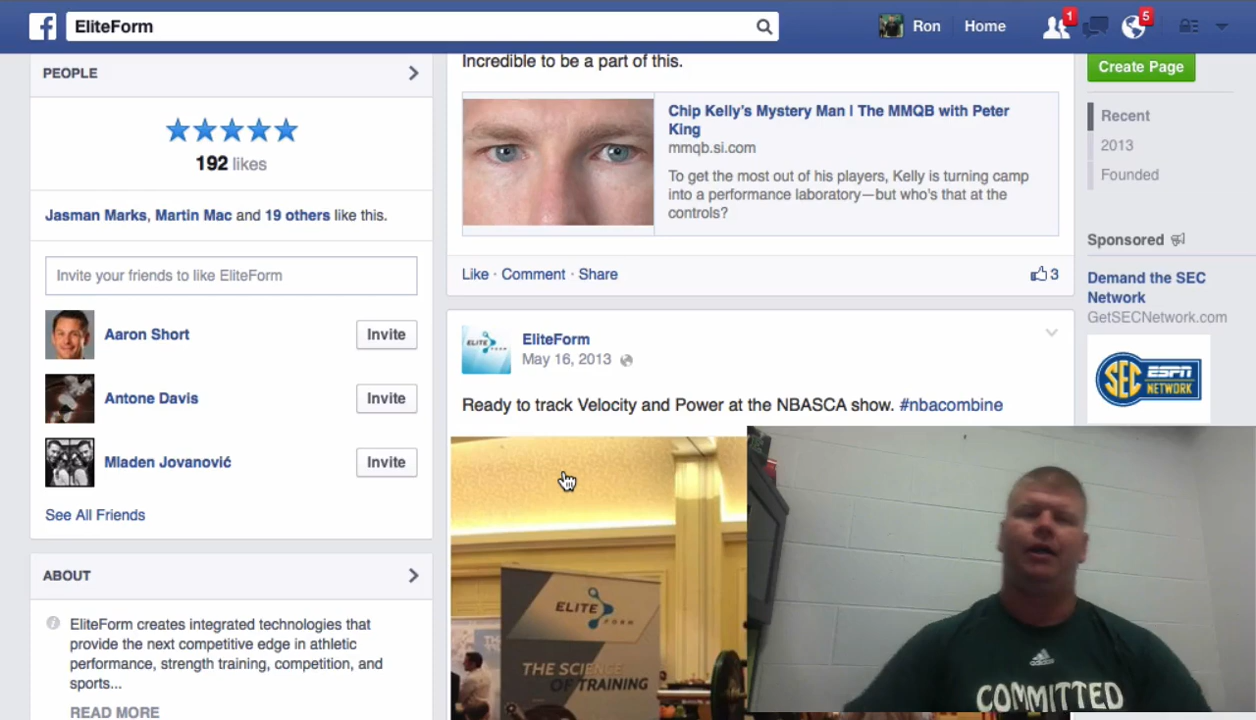 EliteForm
Ron
Home
1
5
PEOPLE
192 likes
Jasman Marks, Martin Mac and 19 others like this.
Invite your friends to like EliteForm
Aaron Short
Invite
Antone Davis
Invite
Mladen Jovanović
Invite
See All Friends
ABOUT
EliteForm creates integrated technologies that
provide the next competitive edge in athletic
performance, strength training, competition, and
sports...
READ MORE
Incredible to be a part of this.
Chip Kelly's Mystery Man | The MMQB with Peter
King
mmqb.si.com
To get the most out of his players, Kelly is turning camp
into a performance laboratory—but who's that at the
controls?
Like · Comment · Share
3
EliteForm
May 16, 2013
Ready to track Velocity and Power at the NBASCA show. #nbacombine
ELITE
FORM
THE SCIENCE
OF TRAINING
Create Page
Recent
2013
Founded
Sponsored
Demand the SEC
Network
GetSECNetwork.com
SEC
ESPN
NETWORK
adidas
COMMITTED